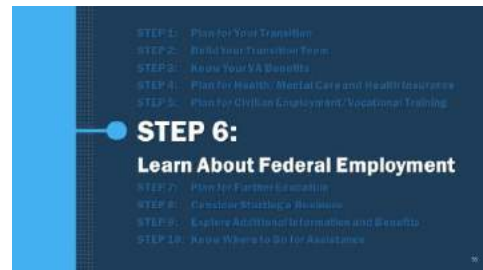 STEP 1: Plan for Your Transition
STEP 2: Build Your Transition Team
STEP 3: Know Your VA Benefits
STEP 4: Plan for Health, Mental Care and Health Insurance
STEP 5: Plan for Civilian Employment/Vocational Training
STEP 6:
Learn About Federal Employment
STEP 7: Plan for Further Education
STEP 8: Consider Starting a Business
STEP 9: Explore Additional Information and Benefits
STEP 10: Know Where to Go for Assistance